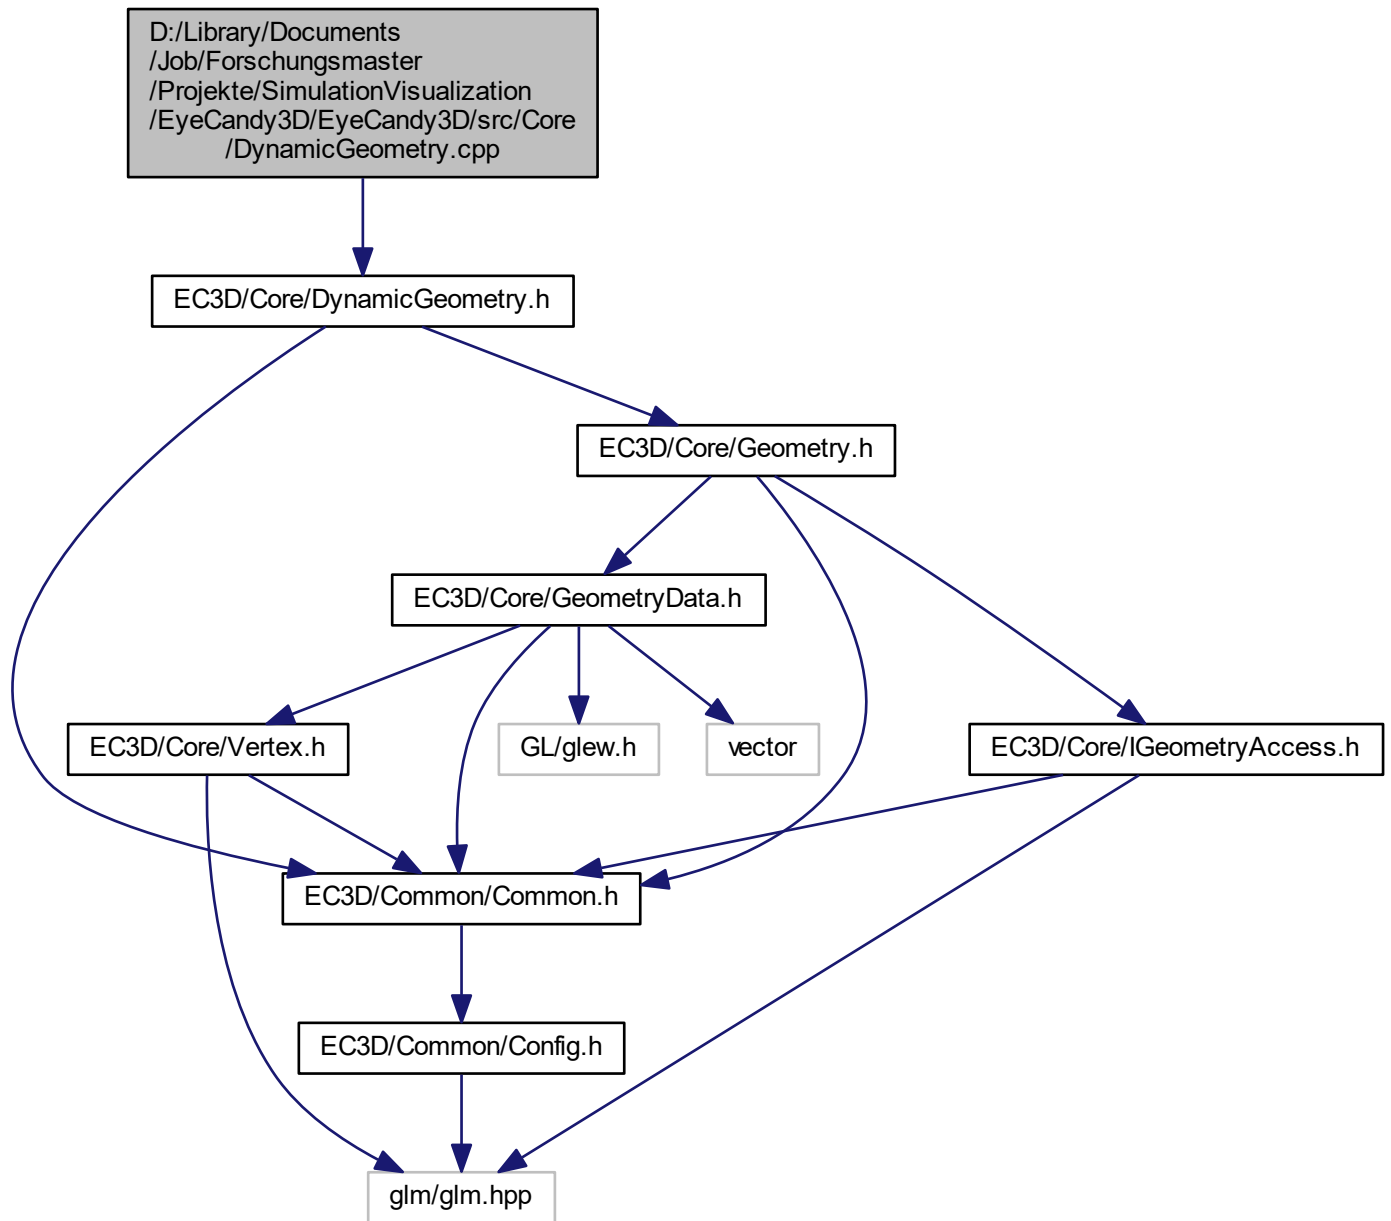 D:/Library/Documents
/Job/Forschungsmaster
/Projekte/SimulationVisualization
/EyeCandy3D/EyeCandy3D/src/Core
/DynamicGeometry.cpp
EC3D/Core/DynamicGeometry.h
EC3D/Core/Geometry.h
EC3D/Core/GeometryData.h
EC3D/Core/Vertex.h
GL/glew.h
vector
EC3D/Core/IGeometryAccess.h
EC3D/Common/Common.h
EC3D/Common/Config.h
glm/glm.hpp